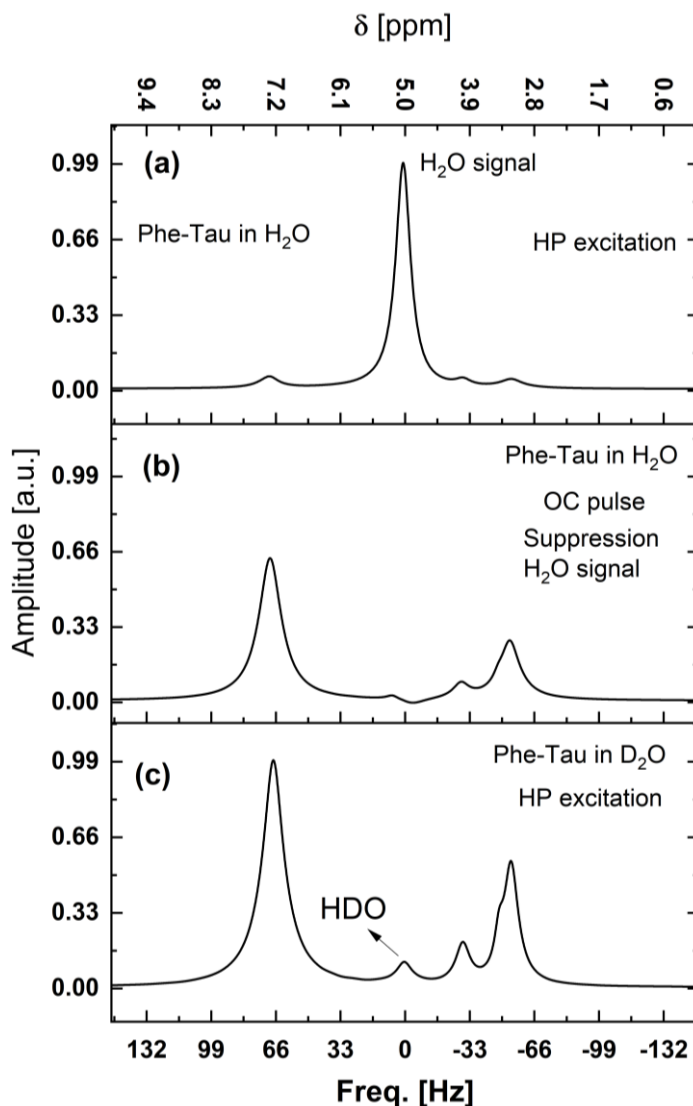 δ [ppm]
9.4 8.3 7.2 6.1 5.0 3.9 2.8 1.7 0.6
Amplitude [a.u.]
(a)
H₂O signal
Phe-Tau in H₂O
HP excitation
0.99
0.66
0.33
0.00
(b)
Phe-Tau in H₂O
OC pulse
Suppression
H₂O signal
0.99
0.66
0.33
0.00
(c)
Phe-Tau in D₂O
HP excitation
HDO
0.99
0.66
0.33
0.00
132 99 66 33 0 -33 -66 -99 -132
Freq. [Hz]